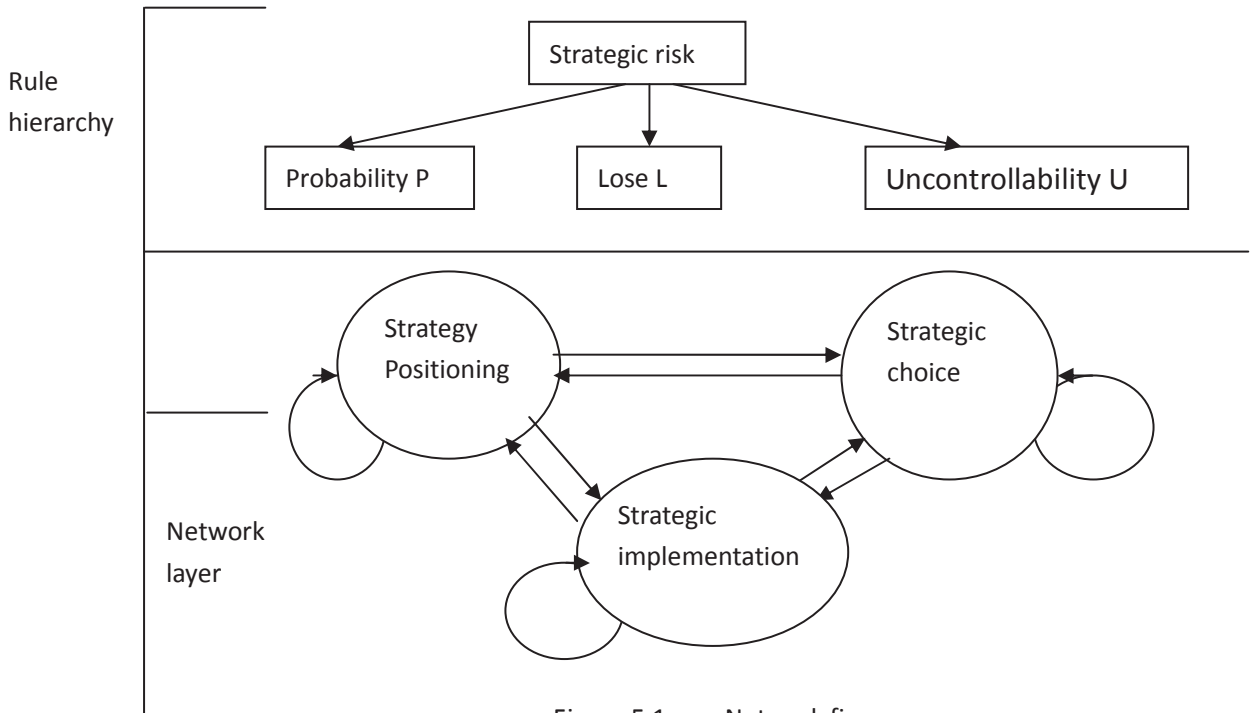 Strategic risk
Rule
hierarchy
Probability P
Lose L
Uncontrollability U
Strategy
Positioning
Strategic
choice
Strategic
implementation
Network
layer